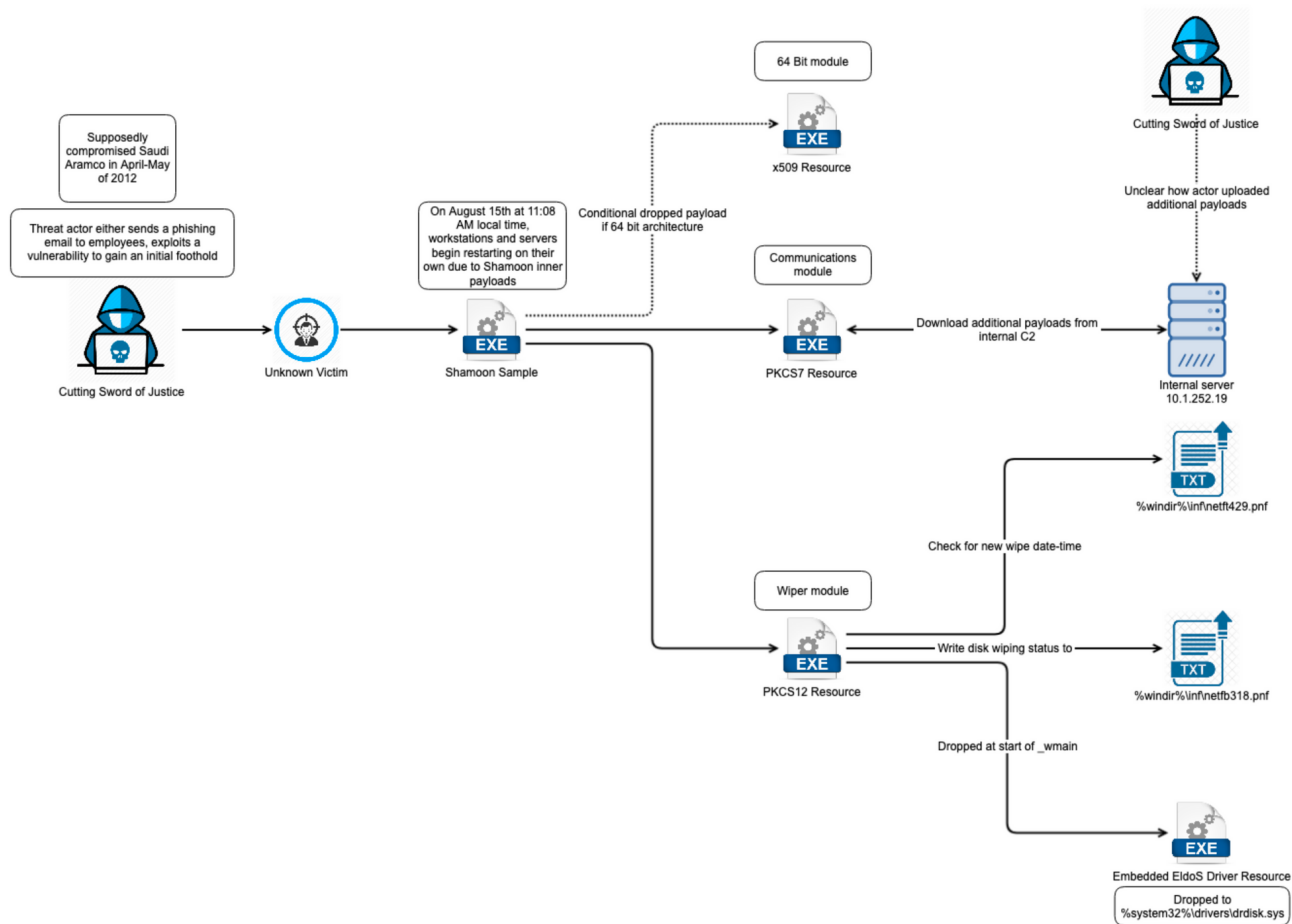 Supposedly
compromised Saudi
Aramco in April-May
of 2012
Threat actor either sends a phishing
email to employees, exploits a
vulnerability to gain an initial foothold
Cutting Sword of Justice
Unknown Victim
On August 15th at 11:08
AM local time,
workstations and servers
begin restarting on their
own due to Shamoon inner
payloads
EXE
Shamoon Sample
Conditional dropped payload
if 64 bit architecture
64 Bit module
EXE
x509 Resource
Communications
module
EXE
PKCS7 Resource
Download additional payloads from
internal C2
Cutting Sword of Justice
Unclear how actor uploaded
additional payloads
Internal server
10.1.252.19
Wiper module
EXE
PKCS12 Resource
Check for new wipe date-time
TXT
%windir%\inf\netft429.pnf
Write disk wiping status to
TXT
%windir%\inf\netfb318.pnf
Dropped at start of _wmain
EXE
Embedded EldoS Driver Resource
Dropped to
%system32%\drivers\drdisk.sys